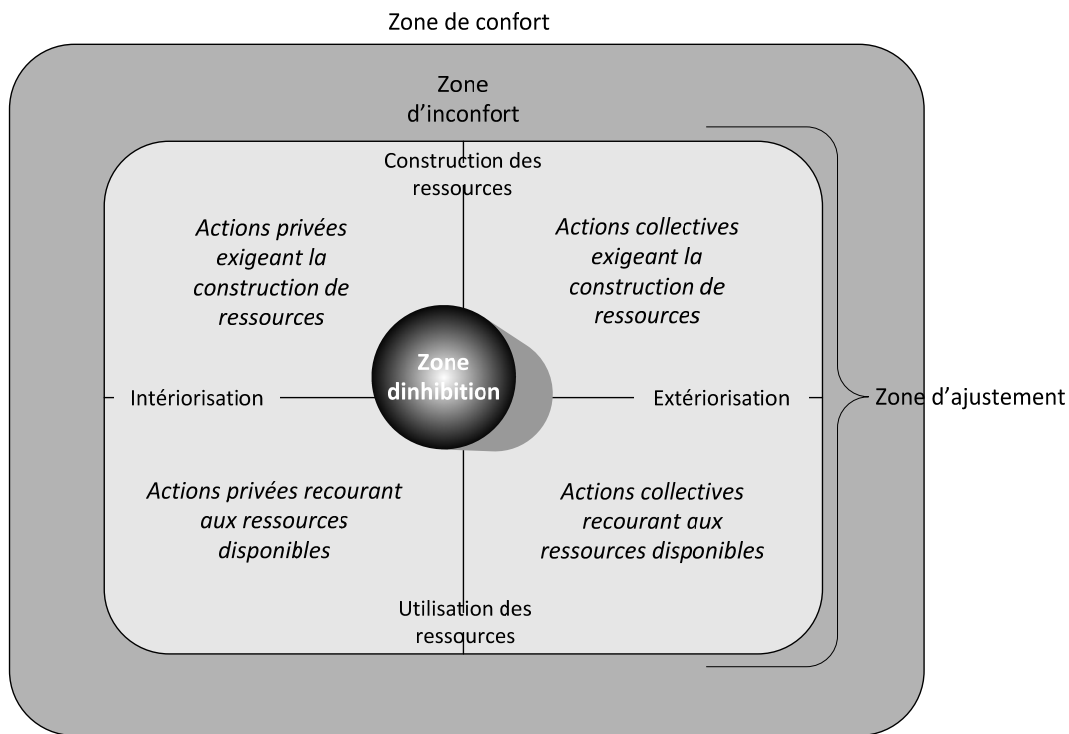 Zone de confort
Zone
d’inconfort
Construction des
ressources
Actions privées
exigeant la
construction de
ressources
Actions collectives
exigeant la
construction de
ressources
Zone
dinhibition
Intériorisation
Extériorisation
Zone d’ajustement
Actions privées recourant
aux ressources
disponibles
Actions collectives
recourant aux
ressources disponibles
Utilisation des
ressources